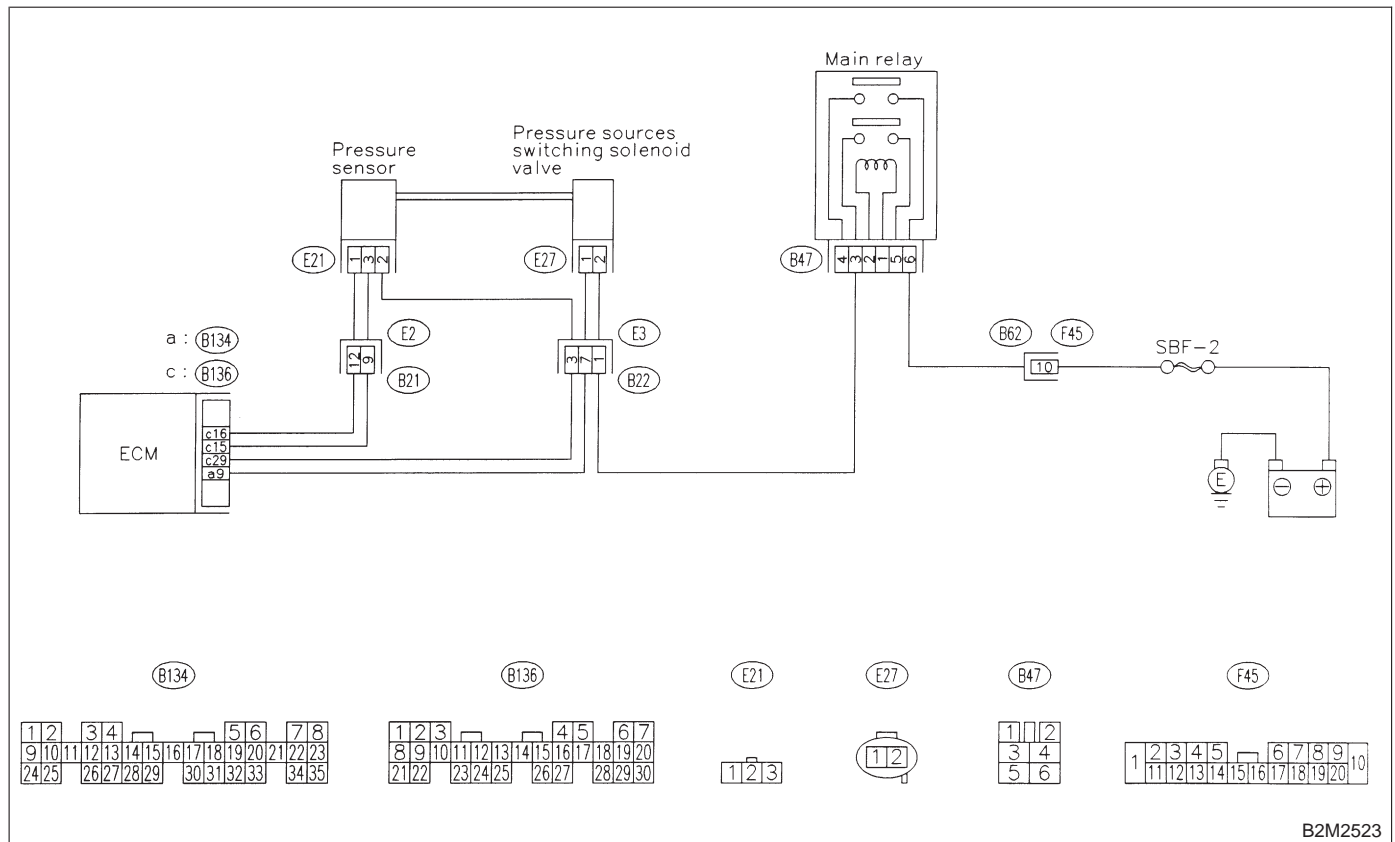 Main relay
Pressure sources
switching solenoid
valve
Pressure
sensor
E21
1 3 2
E27
1 2
B47
4 3 2 1 5 6
a : B134
c : B136
E2
12 9
B21
E3
3 7 1
B22
B62 F45
10
SBF-2
ECM
c16
c15
c29
a9
E
⊖ ⊕
B134
B136
E21
E27
B47
F45
1 2 3 4 5 6 7 8
9 10 11 12 13 14 15 16 17 18 19 20 21 22 23
24 25 26 27 28 29 30 31 32 33 34 35
1 2 3 4 5 6 7
8 9 10 11 12 13 14 15 16 17 18 19 20
21 22 23 24 25 26 27 28 29 30
1 2 3
1 2
1 2
3 4
5 6
1 2 3 4 5 6 7 8 9 10
11 12 13 14 15 16 17 18 19 20
B2M2523